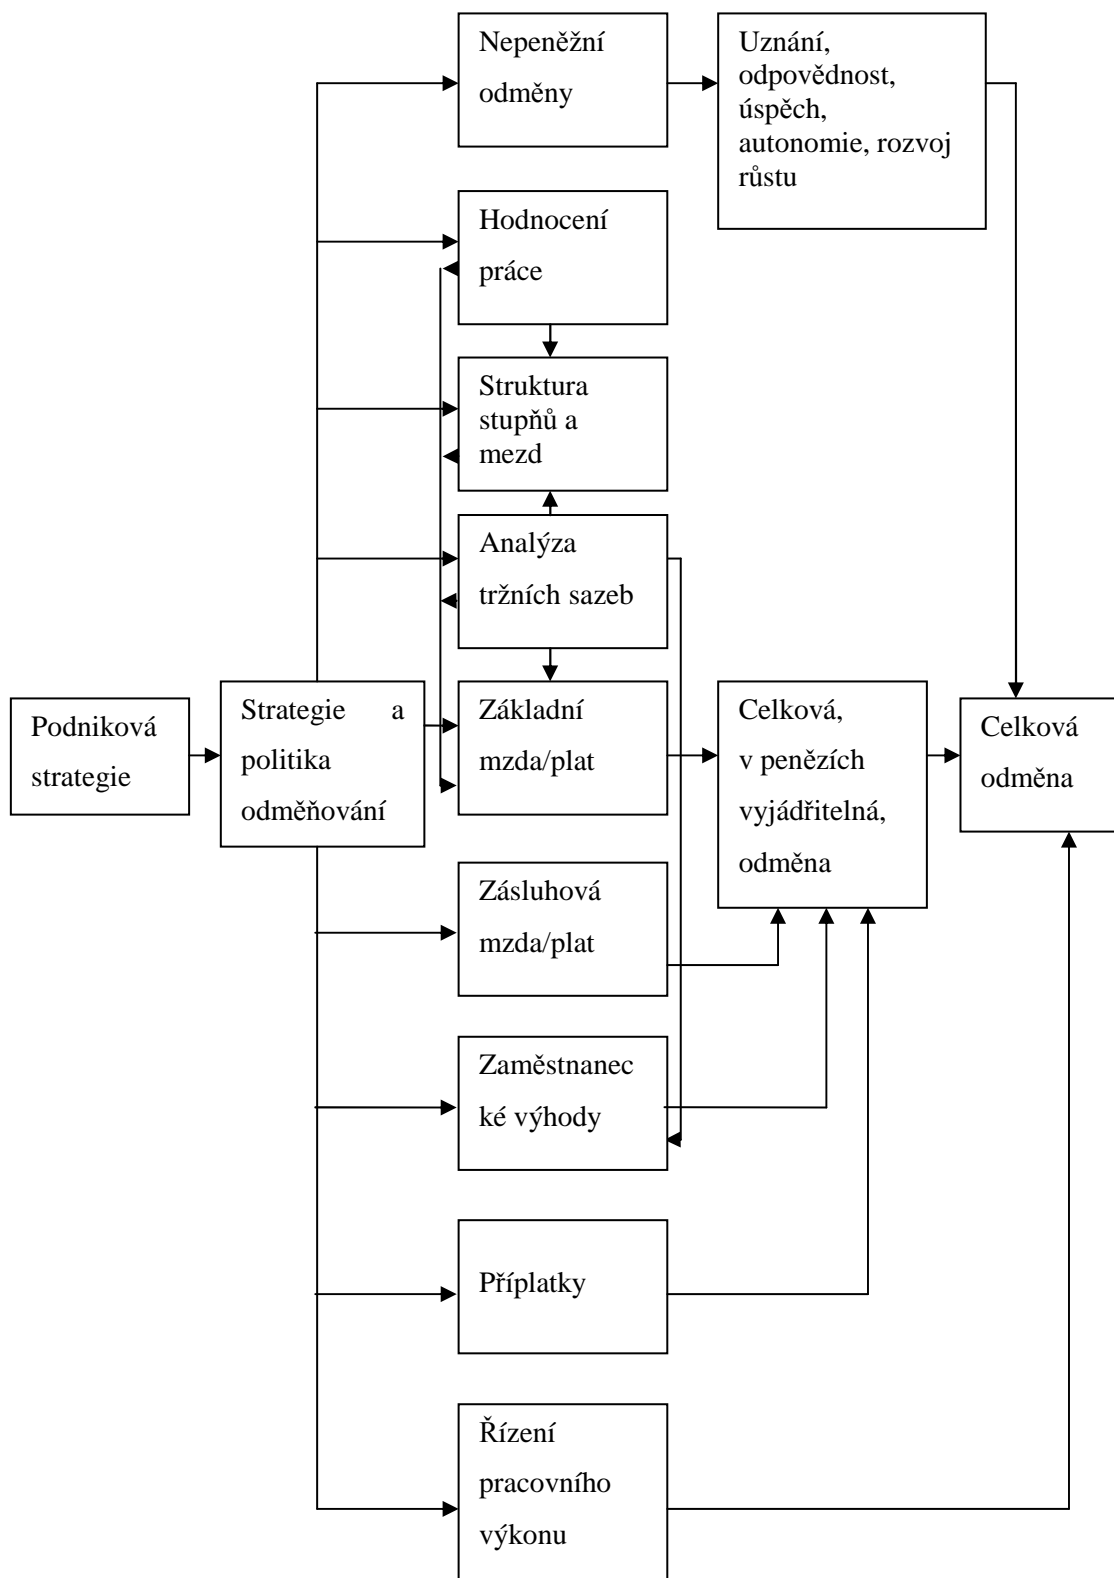 Nepeněžní
odměny
Uznání,
odpovědnost,
úspěch,
autonomie, rozvoj
růstu
Hodnocení
práce
Struktura
stupňů a
mezd
Analýza
tržních sazeb
Podniková
strategie
Strategie a
politika
odměňování
Základní
mzda/plat
Celková,
v penězích
vyjádřitelná,
odměna
Celková
odměna
Zásluhová
mzda/plat
Zaměstnanec
ké výhody
Příplatky
Řízení
pracovního
výkonu